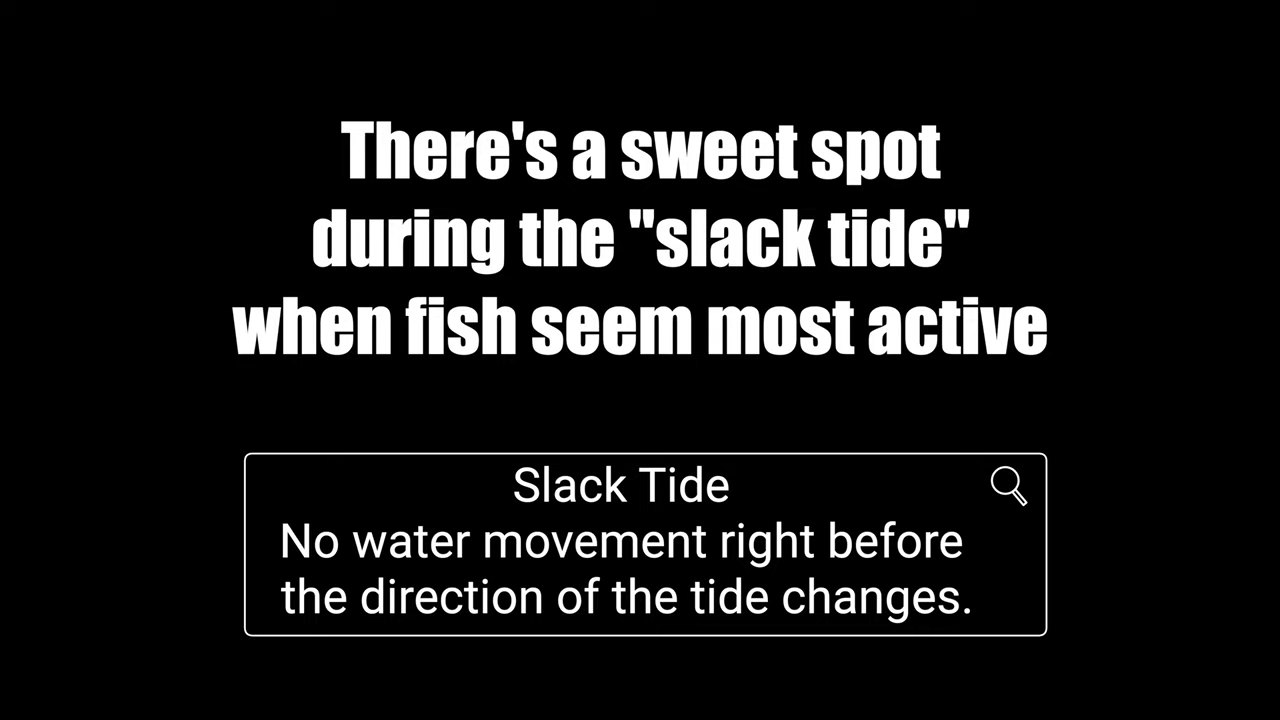 There's a sweet spot
during the "slack tide"
when fish seem most active
Slack Tide
No water movement right before
the direction of the tide changes.